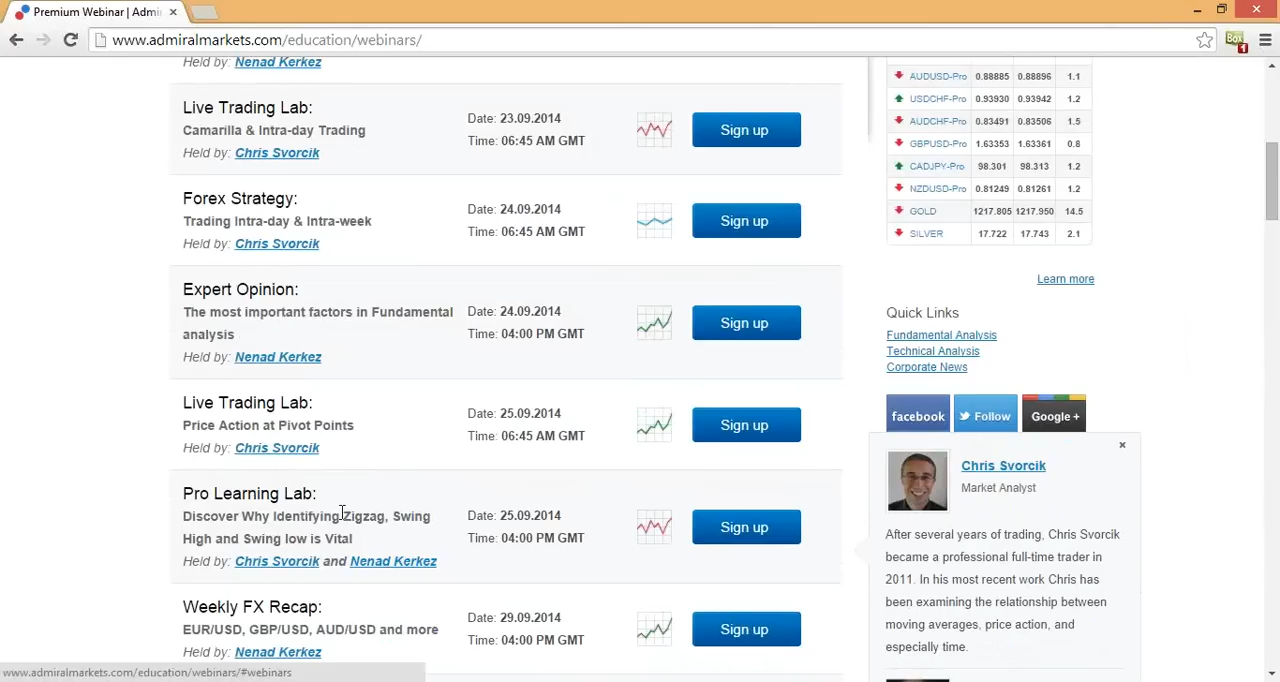 Premium Webinar | Admi
www.admiralmarkets.com/education/webinars/
Box
1
Held by: Nenad Kerkez
Live Trading Lab:
Camarilla & Intra-day Trading
Held by: Chris Svorcik
Date: 23.09.2014
Time: 06:45 AM GMT
Sign up
Forex Strategy:
Trading Intra-day & Intra-week
Held by: Chris Svorcik
Date: 24.09.2014
Time: 06:45 AM GMT
Sign up
Expert Opinion:
The most important factors in Fundamental
analysis
Held by: Nenad Kerkez
Date: 24.09.2014
Time: 04:00 PM GMT
Sign up
Live Trading Lab:
Price Action at Pivot Points
Held by: Chris Svorcik
Date: 25.09.2014
Time: 06:45 AM GMT
Sign up
Pro Learning Lab:
Discover Why Identifying Zigzag, Swing
High and Swing low is Vital
Held by: Chris Svorcik and Nenad Kerkez
Date: 25.09.2014
Time: 04:00 PM GMT
Sign up
Weekly FX Recap:
EUR/USD, GBP/USD, AUD/USD and more
Held by: Nenad Kerkez
Date: 29.09.2014
Time: 04:00 PM GMT
Sign up
AUDUSD-Pro 0.88885 0.88896 1.1
USDCHF-Pro 0.93930 0.93942 1.2
AUDCHF-Pro 0.83491 0.83506 1.5
GBPUSD-Pro 1.63353 1.63361 0.8
CADJPY-Pro 98.301 98.313 1.2
NZDUSD-Pro 0.81249 0.81261 1.2
GOLD 1217.805 1217.950 14.5
SILVER 17.722 17.743 2.1
Learn more
Quick Links
Fundamental Analysis
Technical Analysis
Corporate News
facebook
Follow
Google +
Chris Svorcik
Market Analyst
After several years of trading, Chris Svorcik
became a professional full-time trader in
2011. In his most recent work Chris has
been examining the relationship between
moving averages, price action, and
especially time.
www.admiralmarkets.com/education/webinars/#webinars